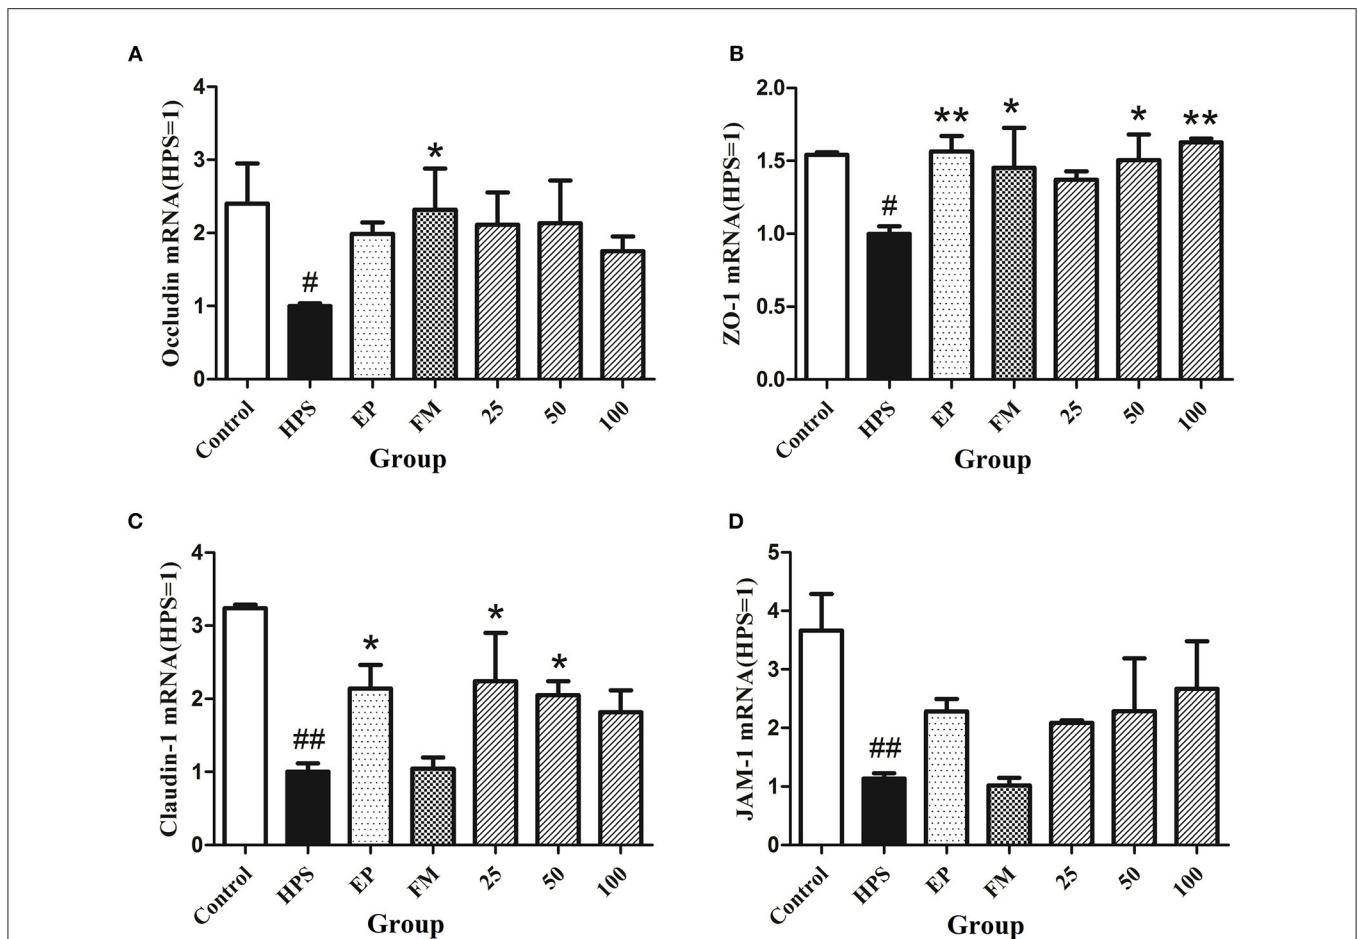 A
Occludin mRNA(HPS=1)
4
3
2
1
0
#
*
Control
HPS
EP
FM
25
50
100
Group
B
ZO-1 mRNA(HPS=1)
2.0
1.5
1.0
0.5
0.0
#
**
*
*
**
Control
HPS
EP
FM
25
50
100
Group
C
Claudin-1 mRNA(HPS=1)
4
3
2
1
0
##
*
*
*
Control
HPS
EP
FM
25
50
100
Group
D
JAM-1 mRNA(HPS=1)
5
4
3
2
1
0
##
Control
HPS
EP
FM
25
50
100
Group